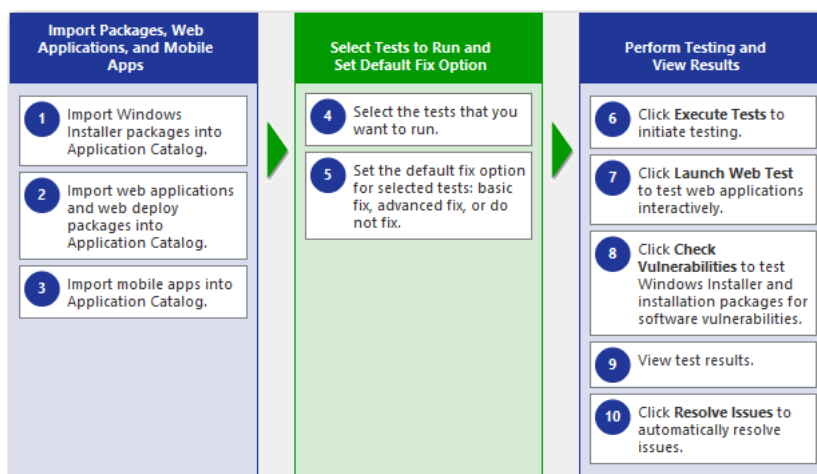 Import Packages, Web
Applications, and Mobile
Apps
1
Import Windows
Installer packages into
Application Catalog.
2
Import web applications
and web deploy
packages into
Application Catalog.
3
Import mobile apps into
Application Catalog.
Select Tests to Run and
Set Default Fix Option
4
Select the tests that you
want to run.
5
Set the default fix option
for selected tests: basic
fix, advanced fix, or do
not fix.
Perform Testing and
View Results
6
Click Execute Tests to
initiate testing.
7
Click Launch Web Test
to test web applications
interactively.
8
Click Check
Vulnerabilities to test
Windows Installer and
installation packages for
software vulnerabilities.
9
View test results.
10
Click Resolve Issues to
automatically resolve
issues.